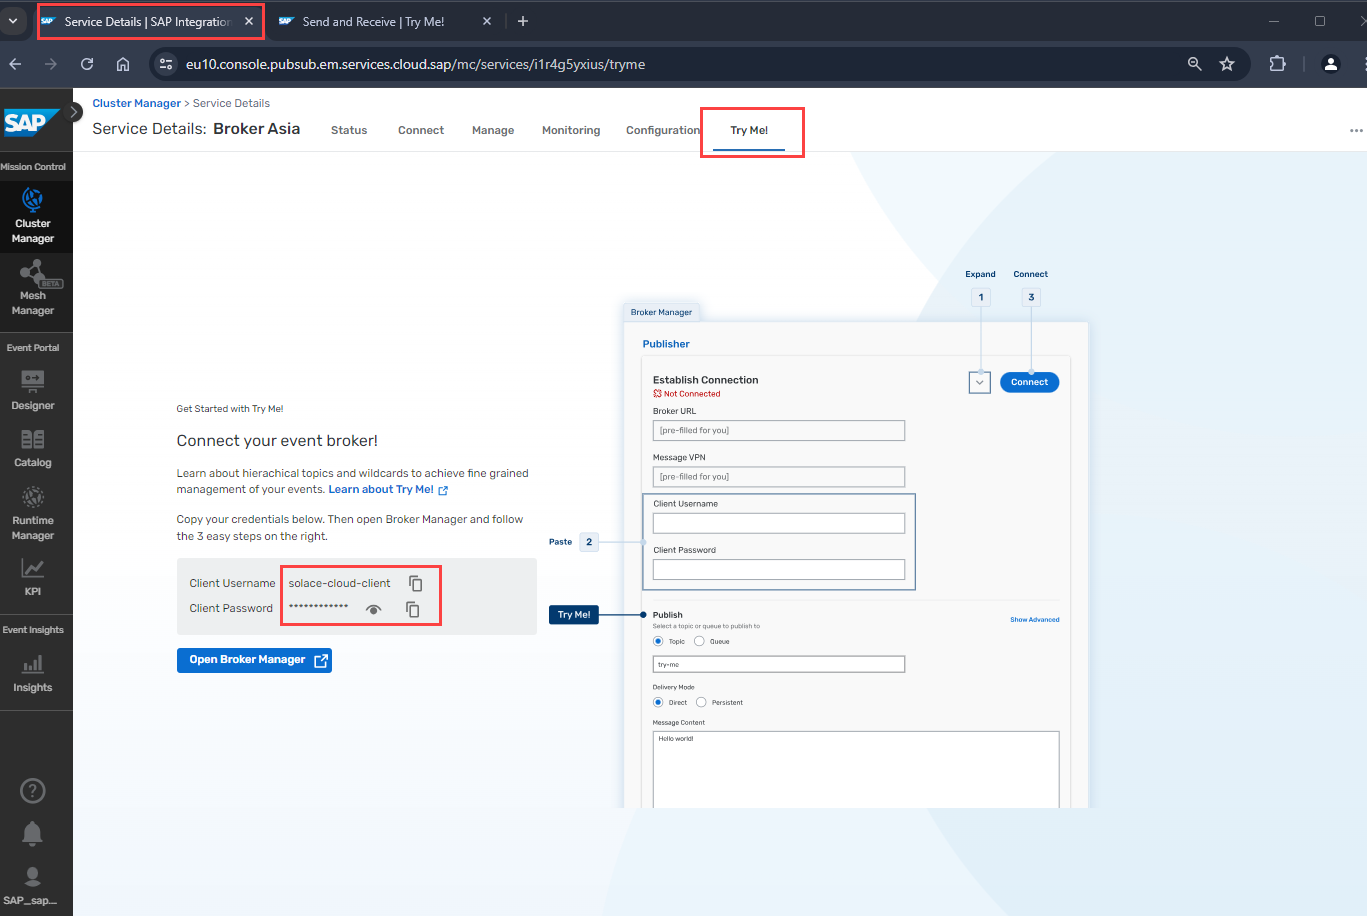 Service Details | SAP Integration
Send and Receive | Try Me!
eu10.console.pubsub.em.services.cloud.sap/mc/services/i1r4g5yxius/tryme
SAP
Cluster Manager > Service Details
Service Details: Broker Asia
Status
Connect
Manage
Monitoring
Configuration
Try Me!
Mission Control
Cluster
Manager
BETA
Mesh
Manager
Event Portal
Designer
Catalog
Runtime
Manager
KPI
Event Insights
Insights
SAP_sap....
Get Started with Try Me!
Connect your event broker!
Learn about hierachical topics and wildcards to achieve fine grained
management of your events. Learn about Try Me!
Copy your credentials below. Then open Broker Manager and follow
the 3 easy steps on the right.
Client Username solace-cloud-client
Client Password ************
Open Broker Manager
Expand
Connect
1
3
Broker Manager
Publisher
Establish Connection
Not Connected
Connect
Broker URL
[pre-filled for you]
Message VPN
[pre-filled for you]
Client Username
Paste 2
Client Password
Try Me!
Publish
Show Advanced
Select a topic or queue to publish to
Topic Queue
try-me
Delivery Mode
Direct Persistent
Message Content
Hello world!